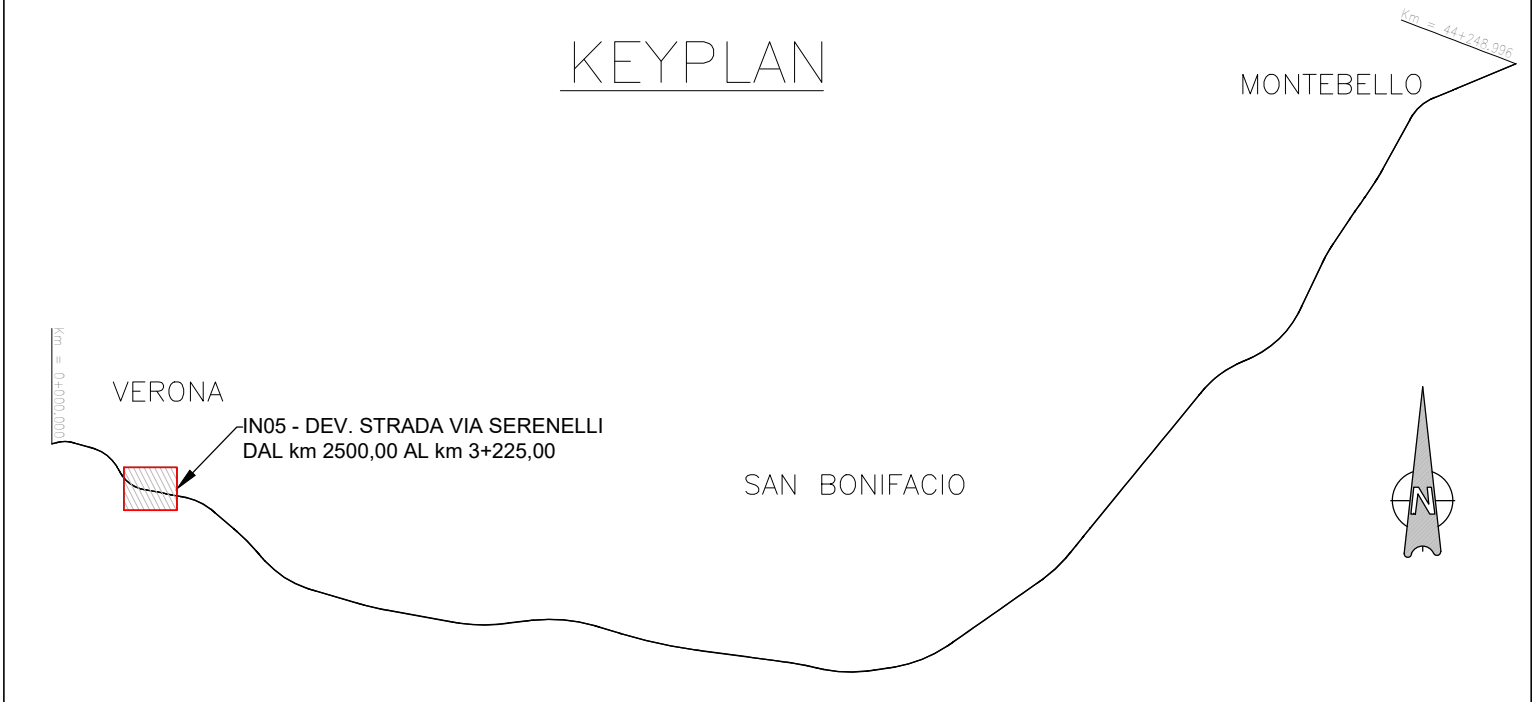 KEYPLAN
Km = 44+248.996
MONTEBELLO
Km = 0+000.000
VERONA
IN05 - DEV. STRADA VIA SERENELLI
DAL km 2500,00 AL km 3+225,00
SAN BONIFACIO
N